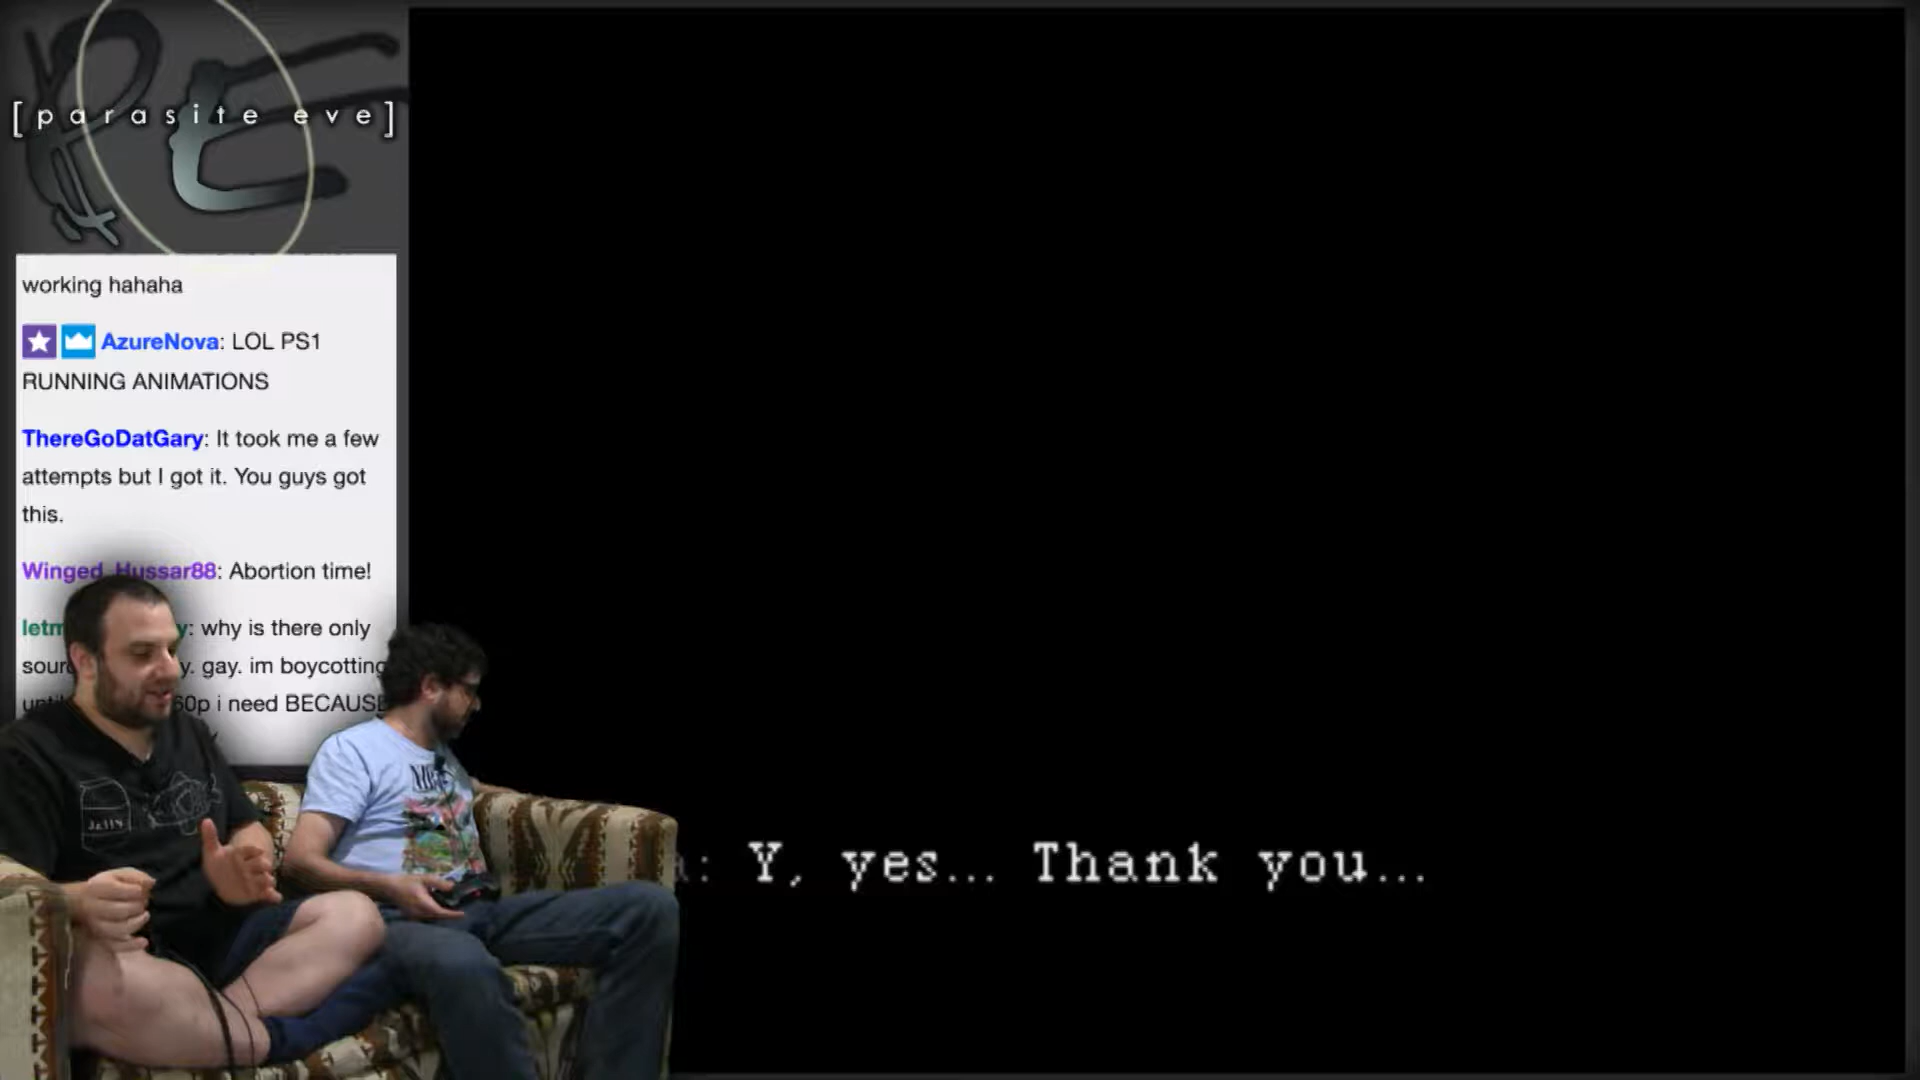 [parasite eve]
working hahaha
AzureNova: LOL PS1
RUNNING ANIMATIONS
ThereGoDatGary: It took me a few
attempts but I got it. You guys got
this.
Winged_Hussar88: Abortion time!
why is there only
gay. im boycotting
i need BECAUSE
Jelly
: Y, yes... Thank you...